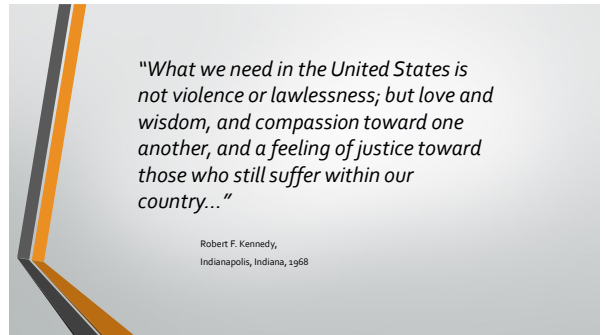 “What we need in the United States is
not violence or lawlessness; but love and
wisdom, and compassion toward one
another, and a feeling of justice toward
those who still suffer within our
country…”
Robert F. Kennedy,
Indianapolis, Indiana, 1968